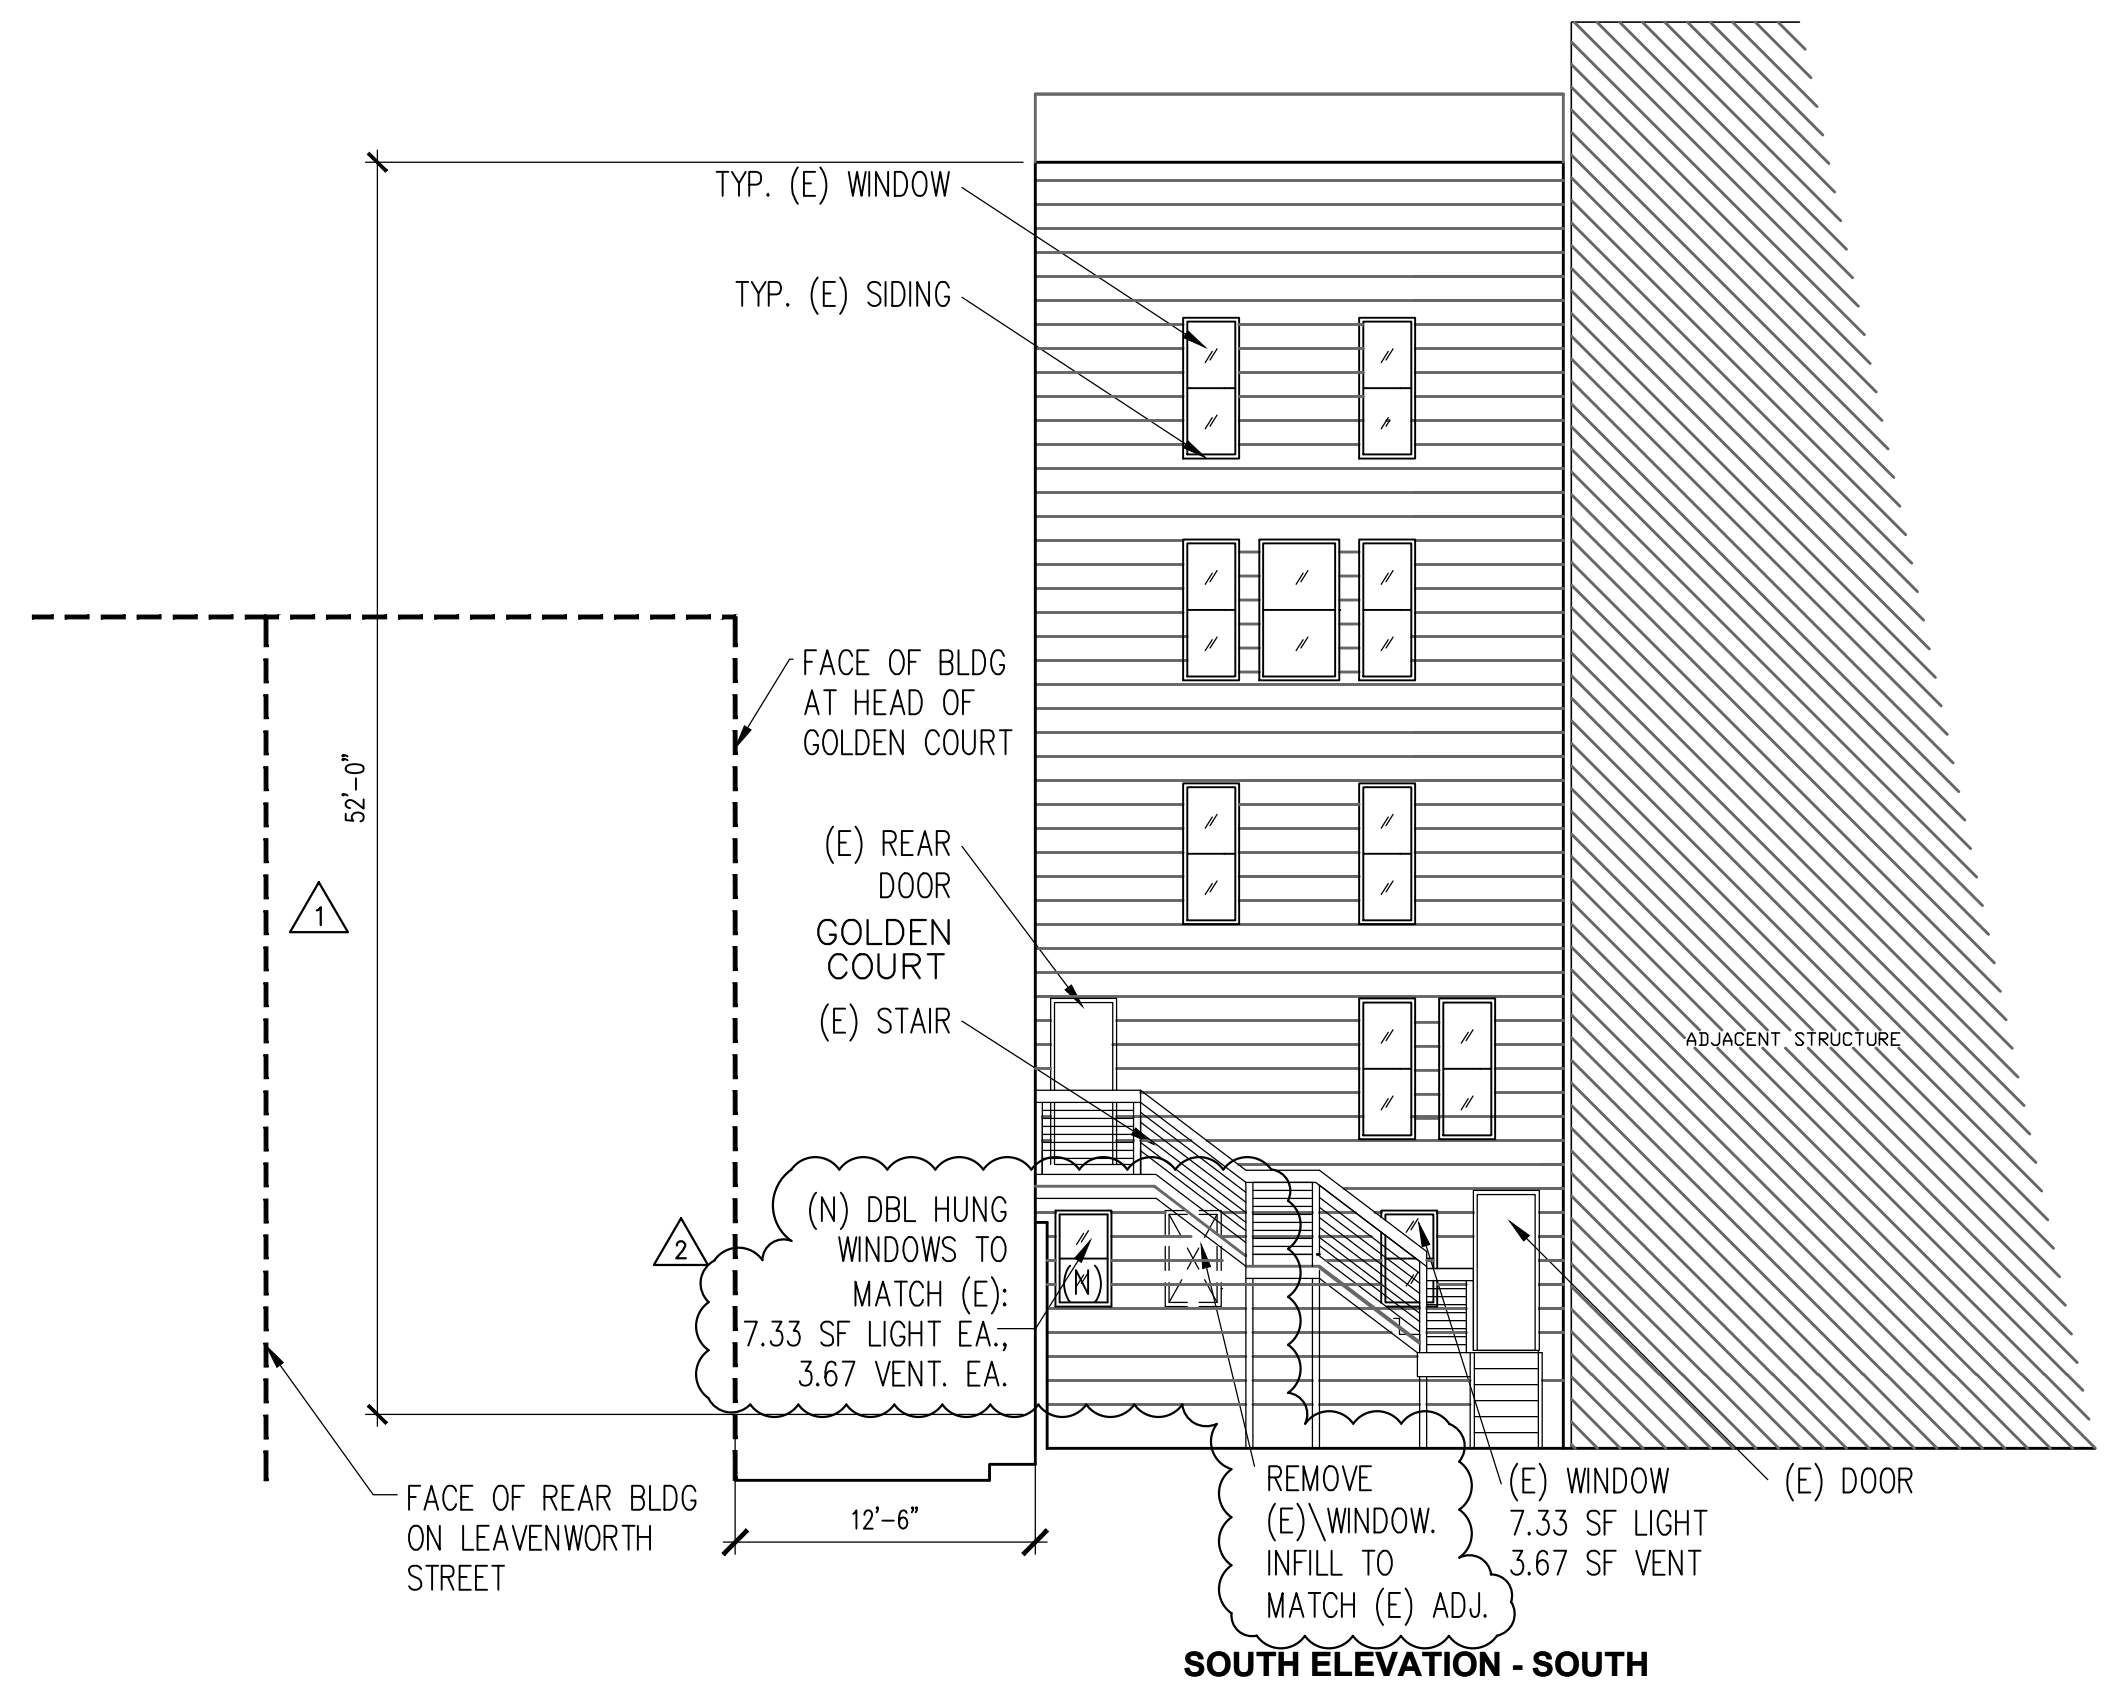 TYP. (E) WINDOW
TYP. (E) SIDING
FACE OF BLDG
AT HEAD OF
GOLDEN COURT
52'-0"
(E) REAR
DOOR
1
GOLDEN
COURT
(E) STAIR
ADJACENT STRUCTURE
2
(N) DBL HUNG
WINDOWS TO
MATCH (E):
7.33 SF LIGHT EA.,
3.67 VENT. EA.
(N)
FACE OF REAR BLDG
ON LEAVENWORTH
STREET
12'-6"
REMOVE
(E)\WINDOW.
INFILL TO
MATCH (E) ADJ.
(E) WINDOW
7.33 SF LIGHT
3.67 SF VENT
(E) DOOR
SOUTH ELEVATION - SOUTH